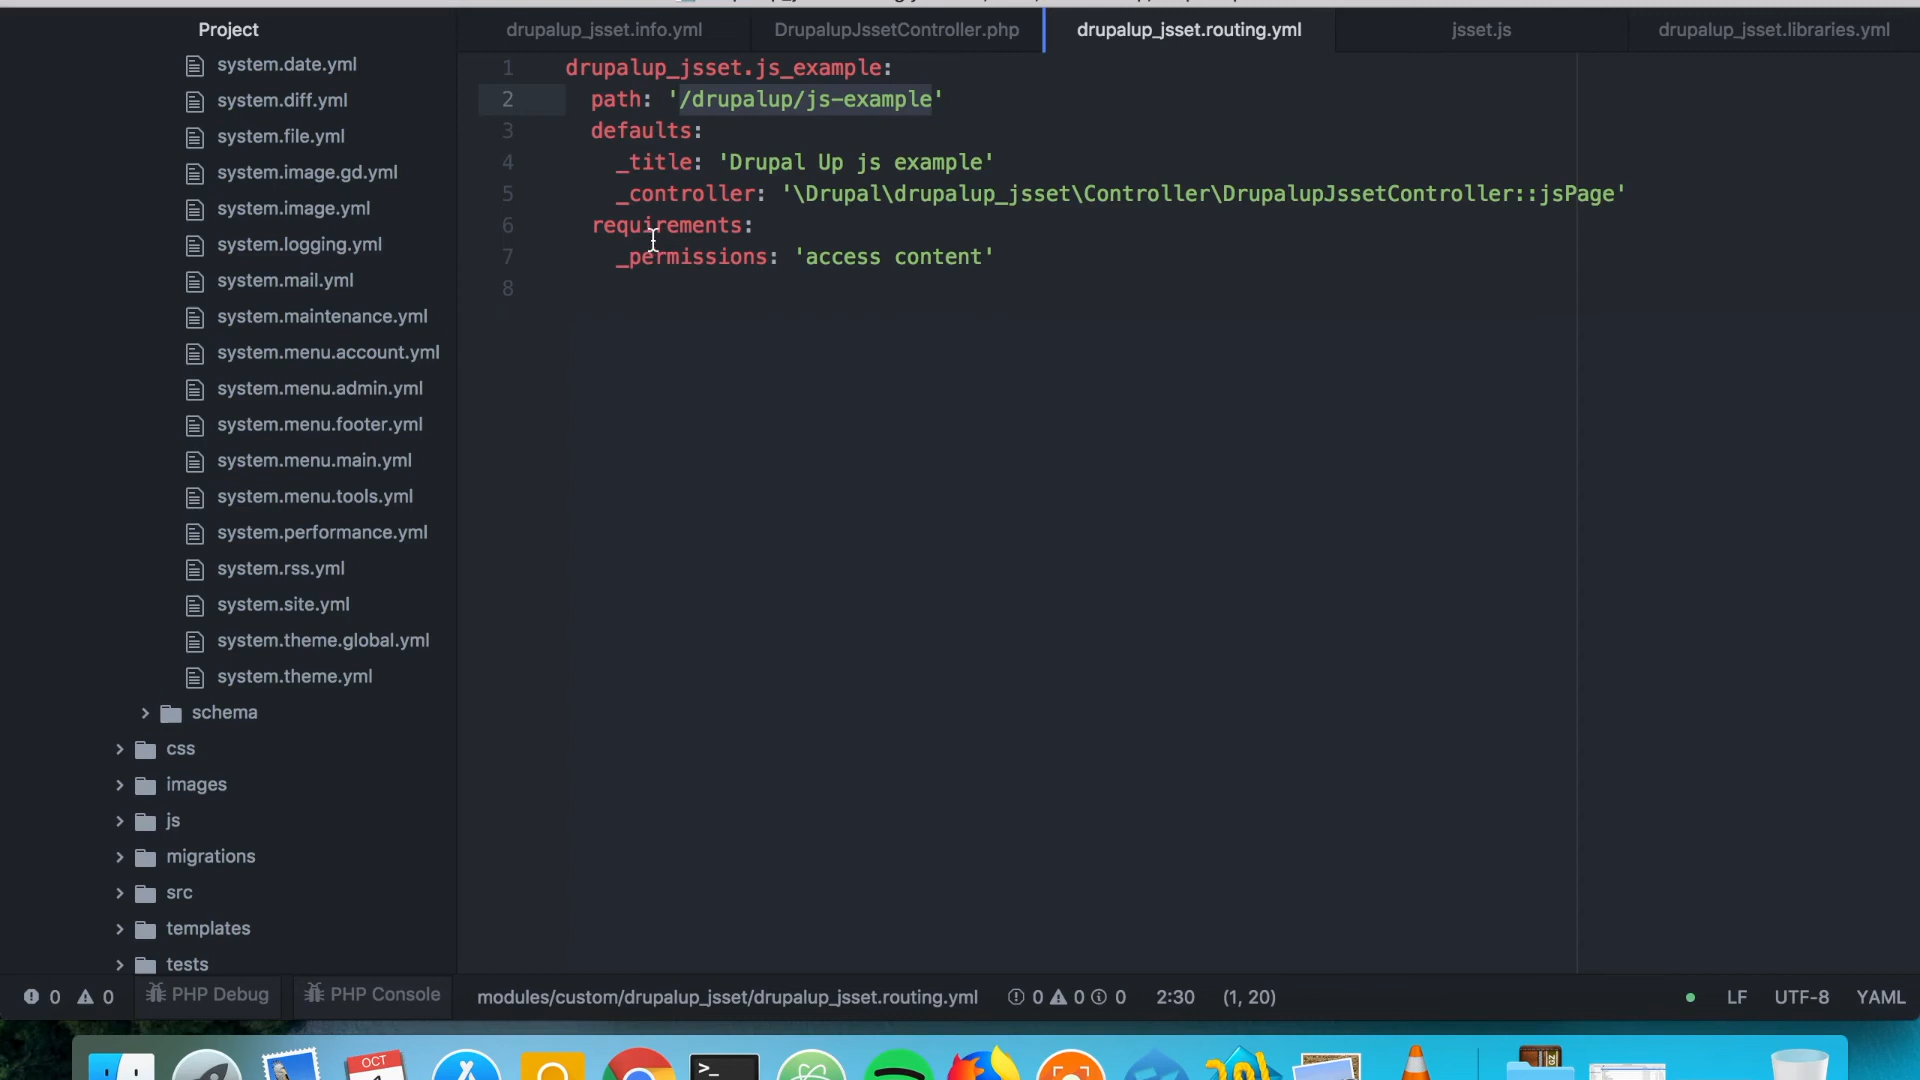 Project
drupalup_jsset.info.yml
DrupalupJssetController.php
drupalup_jsset.routing.yml
jsset.js
drupalup_jsset.libraries.yml
system.date.yml
system.diff.yml
system.file.yml
system.image.gd.yml
system.image.yml
system.logging.yml
system.mail.yml
system.maintenance.yml
system.menu.account.yml
system.menu.admin.yml
system.menu.footer.yml
system.menu.main.yml
system.menu.tools.yml
system.performance.yml
system.rss.yml
system.site.yml
system.theme.global.yml
system.theme.yml
schema
css
images
js
migrations
src
templates
tests
1 drupalup_jsset.js_example:
2 path: '/drupalup/js-example'
3 defaults:
4 _title: 'Drupal Up js example'
5 _controller: '\Drupal\drupalup_jsset\Controller\DrupalupJssetController::jsPage'
6 requirements:
7 _permissions: 'access content'
8
0 0 PHP Debug PHP Console modules/custom/drupalup_jsset/drupalup_jsset.routing.yml 0 0 0 2:30 (1, 20) LF UTF-8 YAML
OCT
>_